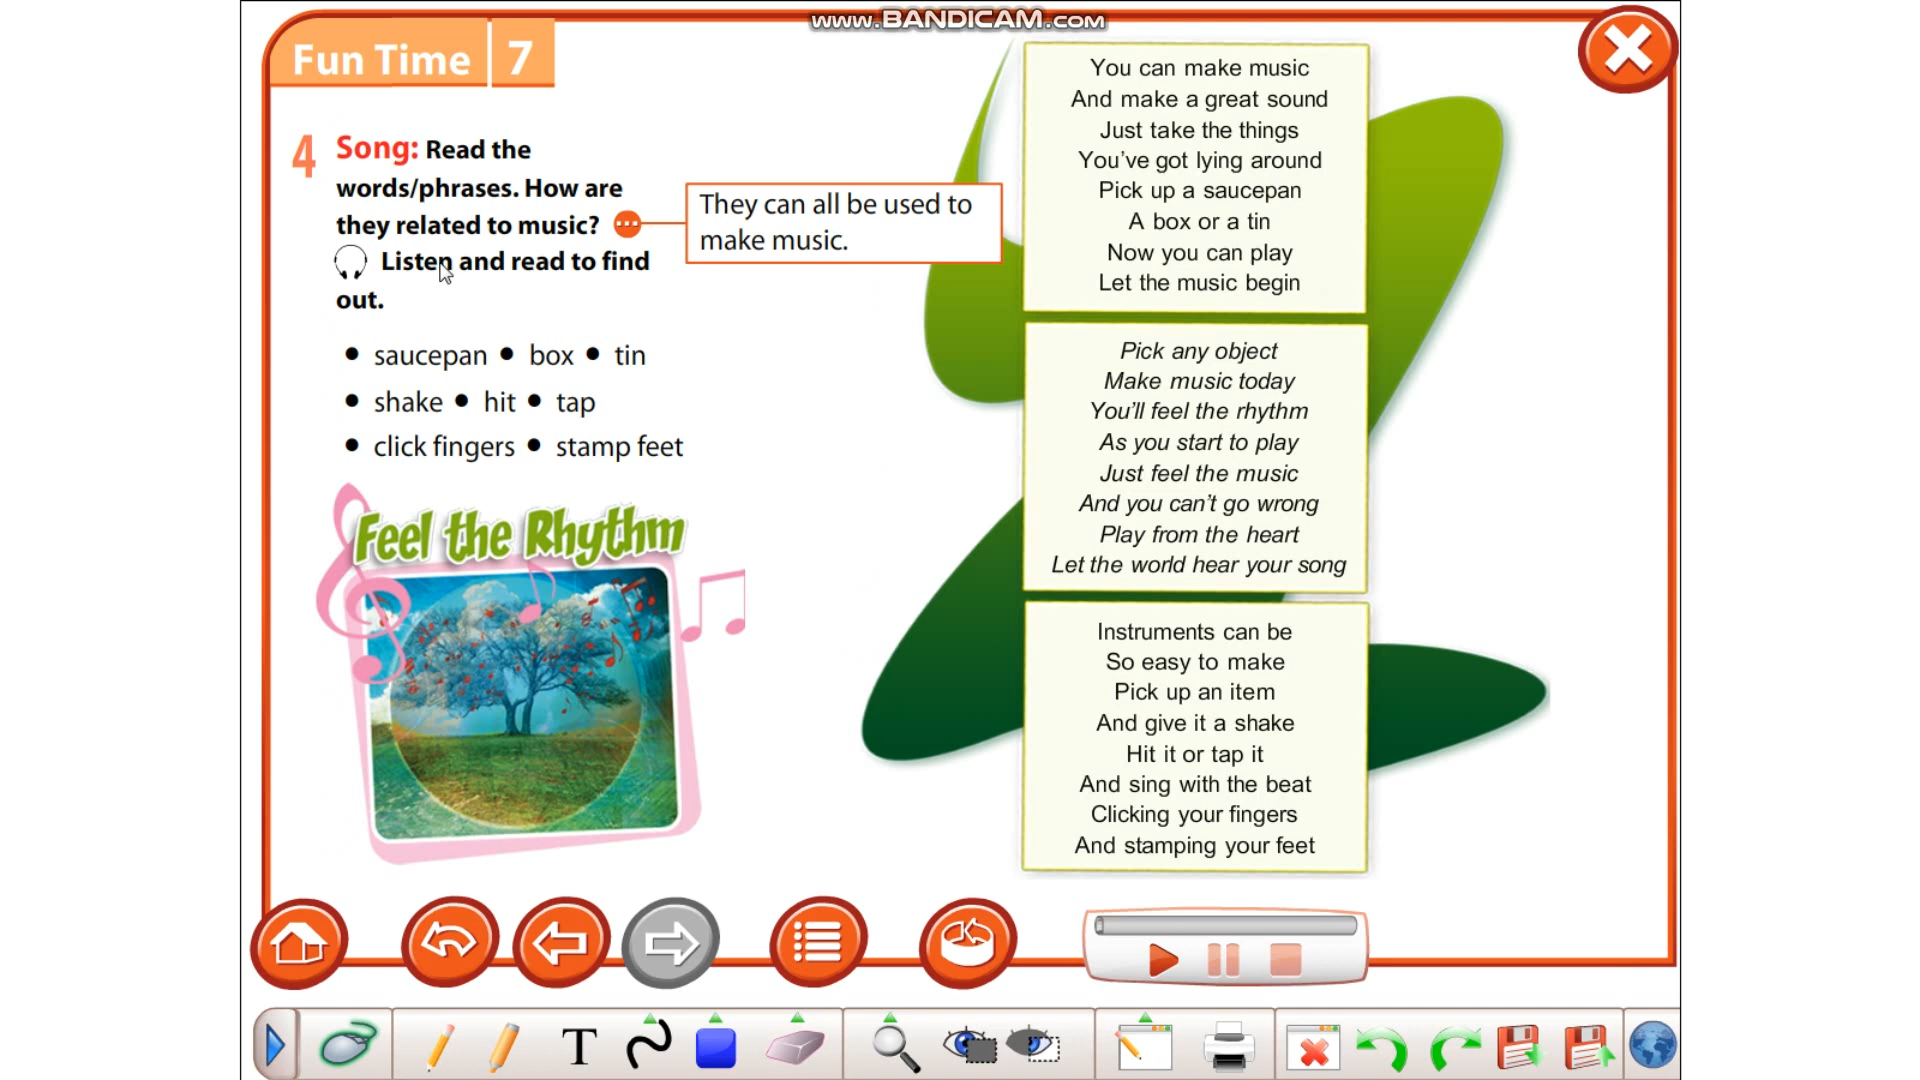 www.BANDICAM.com
Fun Time 7
4 Song: Read the
words/phrases. How are
they related to music?
Listen and read to find
out.
They can all be used to
make music.
• saucepan • box • tin
• shake • hit • tap
• click fingers • stamp feet
Feel the Rhythm
You can make music
And make a great sound
Just take the things
You've got lying around
Pick up a saucepan
A box or a tin
Now you can play
Let the music begin
Pick any object
Make music today
You'll feel the rhythm
As you start to play
Just feel the music
And you can't go wrong
Play from the heart
Let the world hear your song
Instruments can be
So easy to make
Pick up an item
And give it a shake
Hit it or tap it
And sing with the beat
Clicking your fingers
And stamping your feet
T